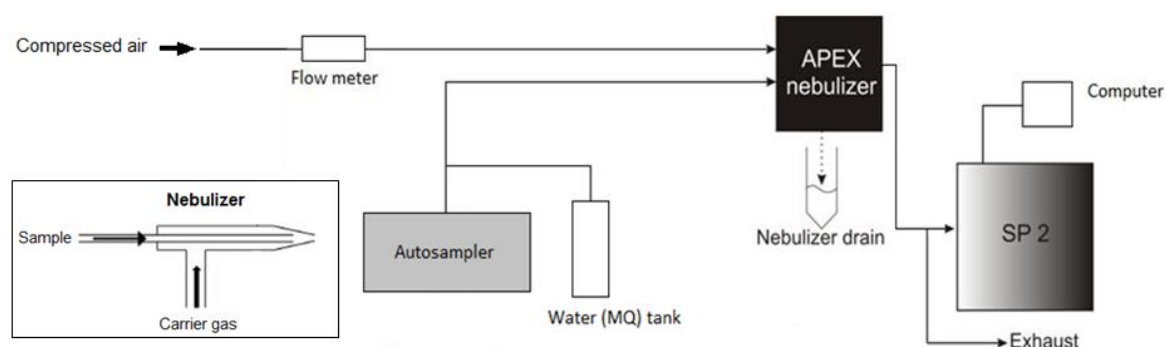 Compressed air
Flow meter
APEX
nebulizer
Computer
Nebulizer
Sample
Carrier gas
Autosampler
Water (MQ) tank
Nebulizer drain
SP 2
Exhaust